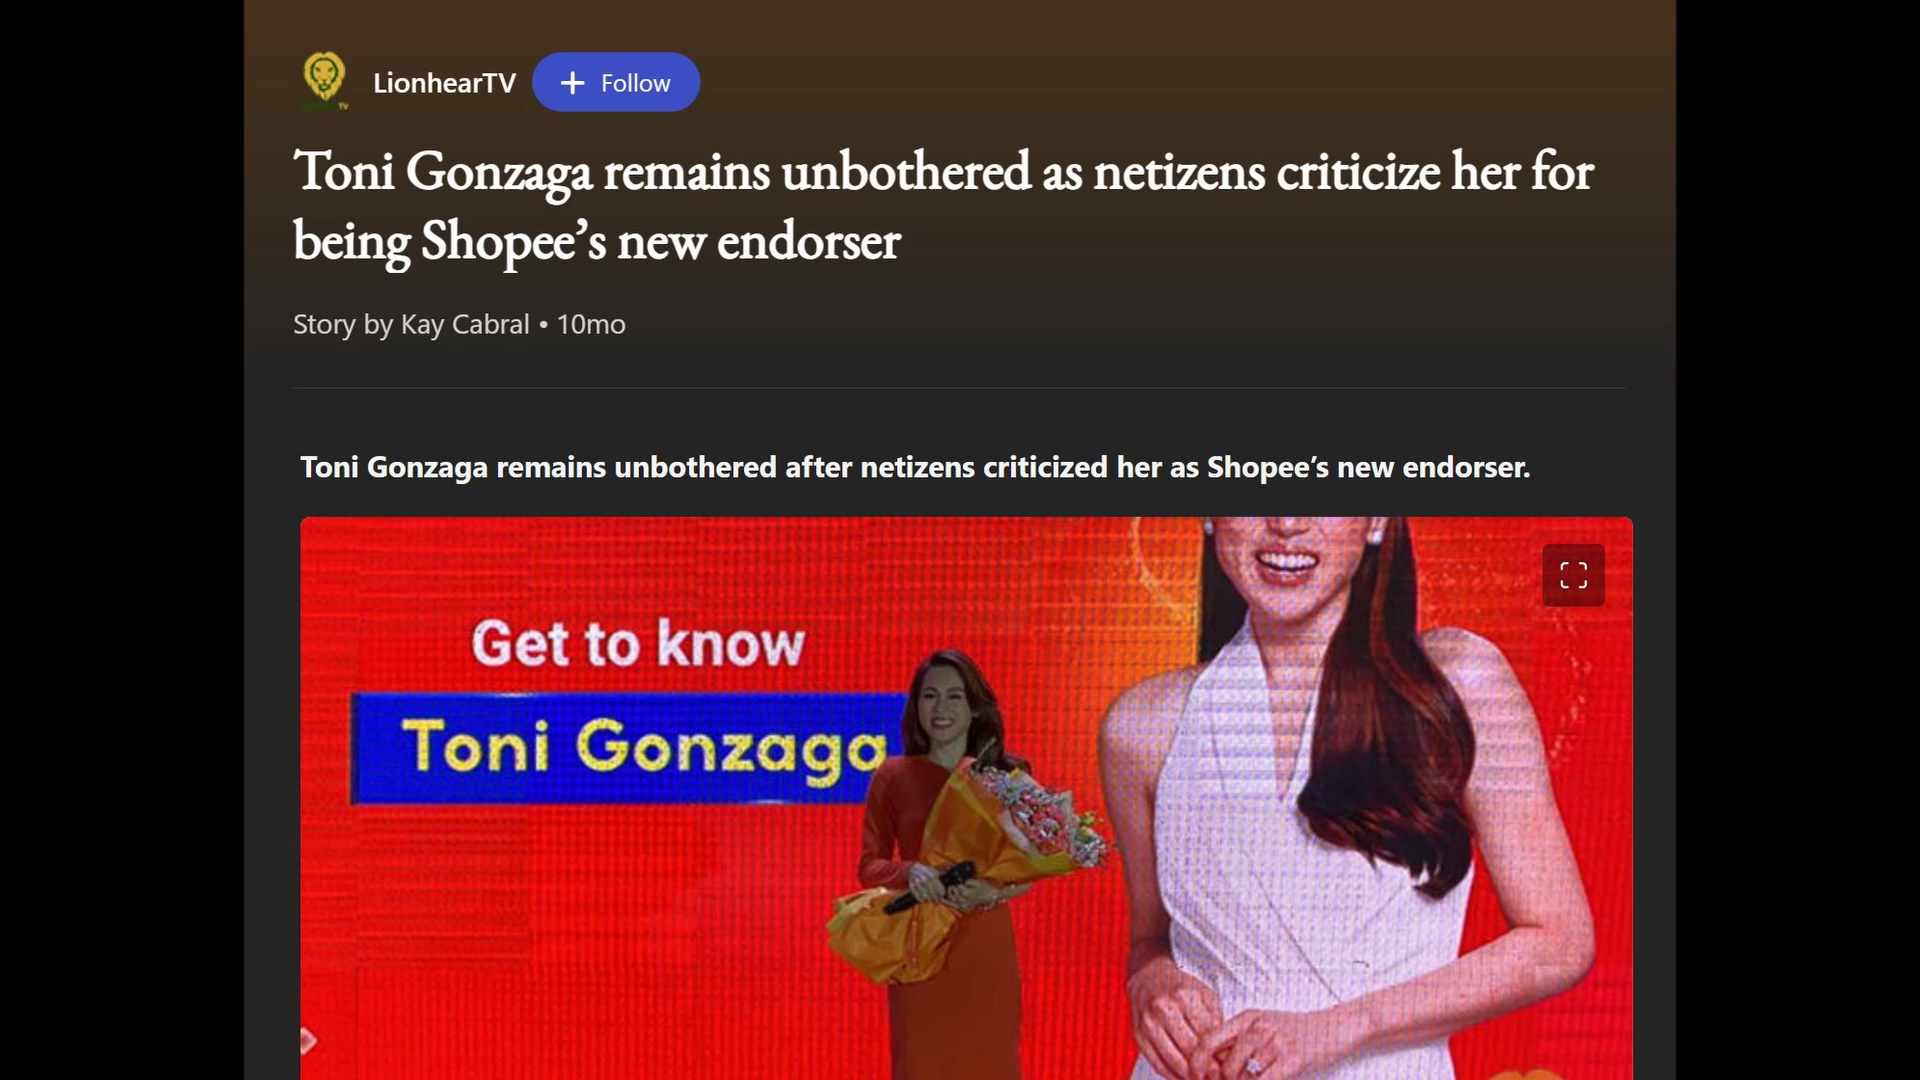 LionhearTV
Follow
Toni Gonzaga remains unbothered as netizens criticize her for
being Shopee’s new endorser
Story by Kay Cabral • 10mo
Toni Gonzaga remains unbothered after netizens criticized her as Shopee’s new endorser.
Get to know
Toni Gonzaga